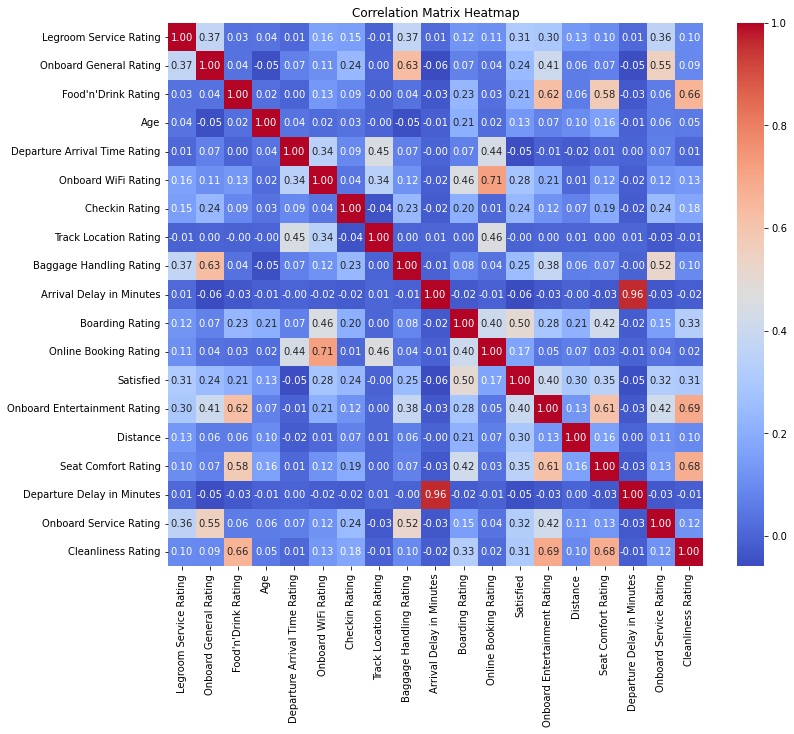 Correlation Matrix Heatmap
Legroom Service Rating 1.00 0.37 0.03 0.04 0.01 0.16 0.15 -0.01 0.37 0.01 0.12 0.11 0.31 0.30 0.13 0.10 0.01 0.36 0.10
Onboard General Rating 0.37 1.00 0.04 -0.05 0.07 0.11 0.24 0.00 0.63 -0.06 0.07 0.04 0.24 0.41 0.06 0.07 -0.05 0.55 0.09
Food'n'Drink Rating 0.03 0.04 1.00 0.02 0.00 0.13 0.09 -0.00 0.04 -0.03 0.23 0.03 0.21 0.62 0.06 0.58 -0.03 0.06 0.66
Age 0.04 -0.05 0.02 1.00 0.04 0.02 0.03 -0.00 -0.05 -0.01 0.21 0.02 0.13 0.07 0.10 0.16 -0.01 0.06 0.05
Departure Arrival Time Rating 0.01 0.07 0.00 0.04 1.00 0.34 0.09 0.45 0.07 -0.00 0.07 0.44 -0.05 -0.01 -0.02 0.01 0.00 0.07 0.01
Onboard WiFi Rating 0.16 0.11 0.13 0.02 0.34 1.00 0.04 0.34 0.12 -0.02 0.46 0.71 0.28 0.21 0.01 0.12 -0.02 0.12 0.13
Checkin Rating 0.15 0.24 0.09 0.03 0.09 0.04 1.00 -0.04 0.23 -0.02 0.20 0.01 0.24 0.12 0.07 0.19 -0.02 0.24 0.18
Track Location Rating -0.01 0.00 -0.00 -0.00 0.45 0.34 -0.04 1.00 0.00 0.01 0.00 0.46 -0.00 0.00 0.01 0.00 0.01 -0.03 -0.01
Baggage Handling Rating 0.37 0.63 0.04 -0.05 0.07 0.12 0.23 0.00 1.00 -0.01 0.08 0.04 0.25 0.38 0.06 0.07 -0.00 0.52 0.10
Arrival Delay in Minutes 0.01 -0.06 -0.03 -0.01 -0.00 -0.02 -0.02 0.01 -0.01 1.00 -0.02 -0.01 -0.06 -0.03 -0.00 -0.03 0.96 -0.03 -0.02
Boarding Rating 0.12 0.07 0.23 0.21 0.07 0.46 0.20 0.00 0.08 -0.02 1.00 0.40 0.50 0.28 0.21 0.42 -0.02 0.15 0.33
Online Booking Rating 0.11 0.04 0.03 0.02 0.44 0.71 0.01 0.46 0.04 -0.01 0.40 1.00 0.17 0.05 0.07 0.03 -0.01 0.04 0.02
Satisfied 0.31 0.24 0.21 0.13 -0.05 0.28 0.24 -0.00 0.25 -0.06 0.50 0.17 1.00 0.40 0.30 0.35 -0.05 0.32 0.31
Onboard Entertainment Rating 0.30 0.41 0.62 0.07 -0.01 0.21 0.12 0.00 0.38 -0.03 0.28 0.05 0.40 1.00 0.13 0.61 -0.03 0.42 0.69
Distance 0.13 0.06 0.06 0.10 -0.02 0.01 0.07 0.01 0.06 -0.00 0.21 0.07 0.30 0.13 1.00 0.16 0.00 0.11 0.10
Seat Comfort Rating 0.10 0.07 0.58 0.16 0.01 0.12 0.19 0.00 0.07 -0.03 0.42 0.03 0.35 0.61 0.16 1.00 -0.03 0.13 0.68
Departure Delay in Minutes 0.01 -0.05 -0.03 -0.01 0.00 -0.02 -0.02 0.01 -0.00 0.96 -0.02 -0.01 -0.05 -0.03 0.00 -0.03 1.00 -0.03 -0.01
Onboard Service Rating 0.36 0.55 0.06 0.06 0.07 0.12 0.24 -0.03 0.52 -0.03 0.15 0.04 0.32 0.42 0.11 0.13 -0.03 1.00 0.12
Cleanliness Rating 0.10 0.09 0.66 0.05 0.01 0.13 0.18 -0.01 0.10 -0.02 0.33 0.02 0.31 0.69 0.10 0.68 -0.01 0.12 1.00
Legroom Service Rating
Onboard General Rating
Food'n'Drink Rating
Age
Departure Arrival Time Rating
Onboard WiFi Rating
Checkin Rating
Track Location Rating
Baggage Handling Rating
Arrival Delay in Minutes
Boarding Rating
Online Booking Rating
Satisfied
Onboard Entertainment Rating
Distance
Seat Comfort Rating
Departure Delay in Minutes
Onboard Service Rating
Cleanliness Rating
1.0
0.8
0.6
0.4
0.2
0.0